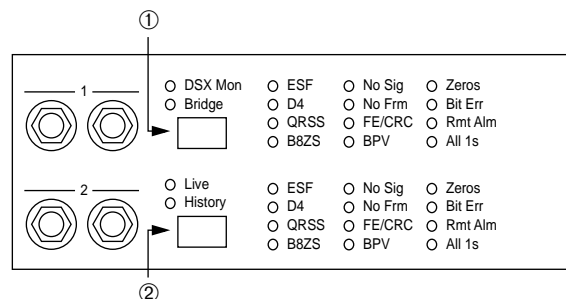 ①
1
DSX Mon ESF No Sig Zeros
Bridge D4 No Frm Bit Err
QRSS FE/CRC Rmt Alm
B8ZS BPV All 1s
2
Live ESF No Sig Zeros
History D4 No Frm Bit Err
QRSS FE/CRC Rmt Alm
B8ZS BPV All 1s
②